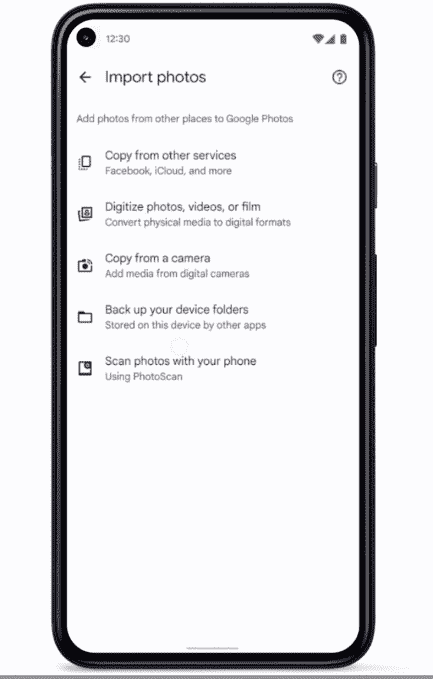 12:30
Import photos
Add photos from other places to Google Photos
Copy from other services
Facebook, iCloud, and more
Digitize photos, videos, or film
Convert physical media to digital formats
Copy from a camera
Add media from digital cameras
Back up your device folders
Stored on this device by other apps
Scan photos with your phone
Using PhotoScan